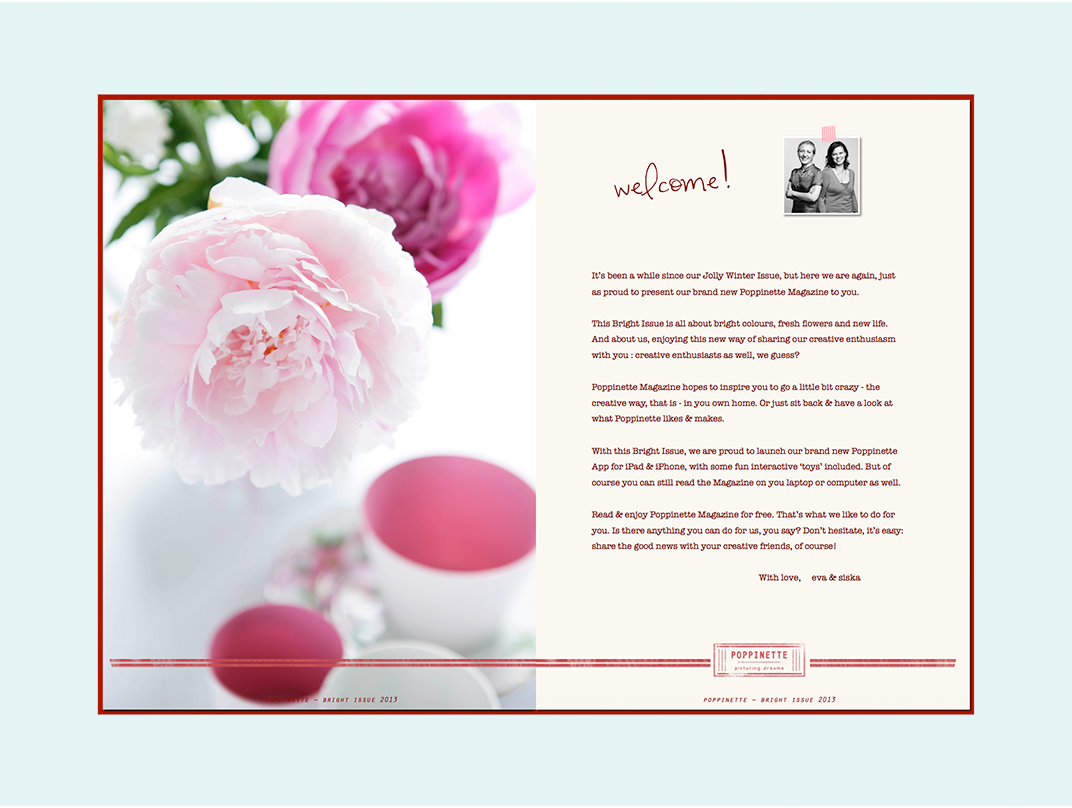 welcome!
It's been a while since our Jolly Winter Issue, but here we are again, just
as proud to present our brand new Poppinette Magazine to you.
This Bright Issue is all about bright colours, fresh flowers and new life.
And about us, enjoying this new way of sharing our creative enthusiasm
with you : creative enthusiasts as well, we guess?
Poppinette Magazine hopes to inspire you to go a little bit crazy - the
creative way, that is - in you own home. Or just sit back & have a look at
what Poppinette likes & makes.
With this Bright Issue, we are proud to launch our brand new Poppinette
App for iPad & iPhone, with some fun interactive 'toys' included. But of
course you can still read the Magazine on you laptop or computer as well.
Read & enjoy Poppinette Magazine for free. That's what we like to do for
you. Is there anything you can do for us, you say? Don't hesitate, it's easy:
share the good news with your creative friends, of course!
With love, eva & siska
POPPINETTE
picturing dreams
POPPINETTE – BRIGHT ISSUE 2013
POPPINETTE – BRIGHT ISSUE 2013